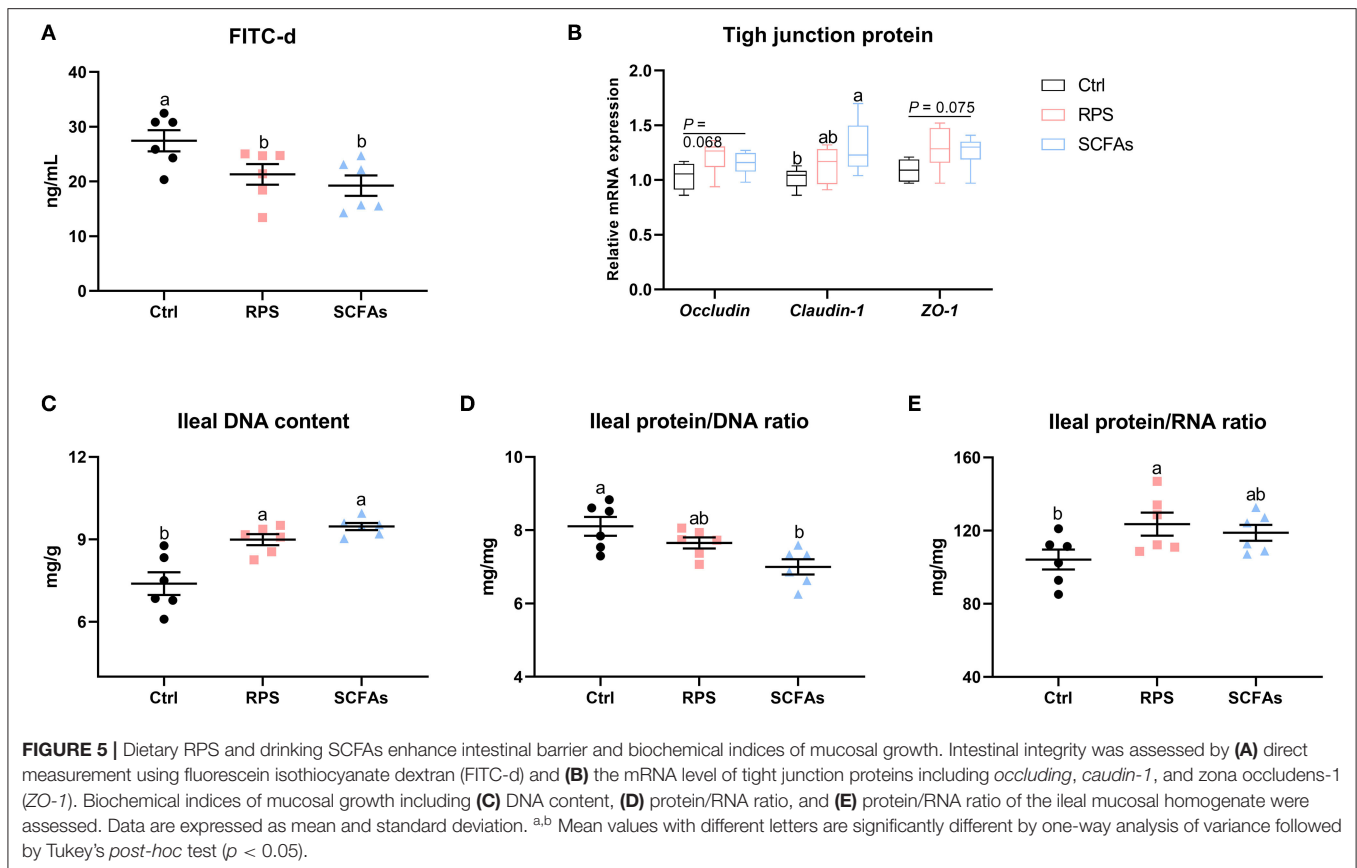 A
FITC-d
ng/mL
40
30
20
10
0
a
b
b
Ctrl
RPS
SCFAs
B
Tigh junction protein
Relative mRNA expression
2.0
1.5
1.0
0.5
0.0
P =
0.068
b
ab
a
P = 0.075
Occludin
Claudin-1
ZO-1
Ctrl
RPS
SCFAs
C
Ileal DNA content
mg/g
12
9
6
b
a
a
Ctrl
RPS
SCFAs
D
Ileal protein/DNA ratio
mg/mg
10
8
6
4
a
ab
b
Ctrl
RPS
SCFAs
E
Ileal protein/RNA ratio
mg/mg
160
120
80
40
b
a
ab
Ctrl
RPS
SCFAs
FIGURE 5 | Dietary RPS and drinking SCFAs enhance intestinal barrier and biochemical indices of mucosal growth. Intestinal integrity was assessed by (A) direct
measurement using fluorescein isothiocyanate dextran (FITC-d) and (B) the mRNA level of tight junction proteins including occluding, caudin-1, and zona occludens-1
(ZO-1). Biochemical indices of mucosal growth including (C) DNA content, (D) protein/RNA ratio, and (E) protein/RNA ratio of the ileal mucosal homogenate were
assessed. Data are expressed as mean and standard deviation. a,b Mean values with different letters are significantly different by one-way analysis of variance followed
by Tukey's post-hoc test (p < 0.05).